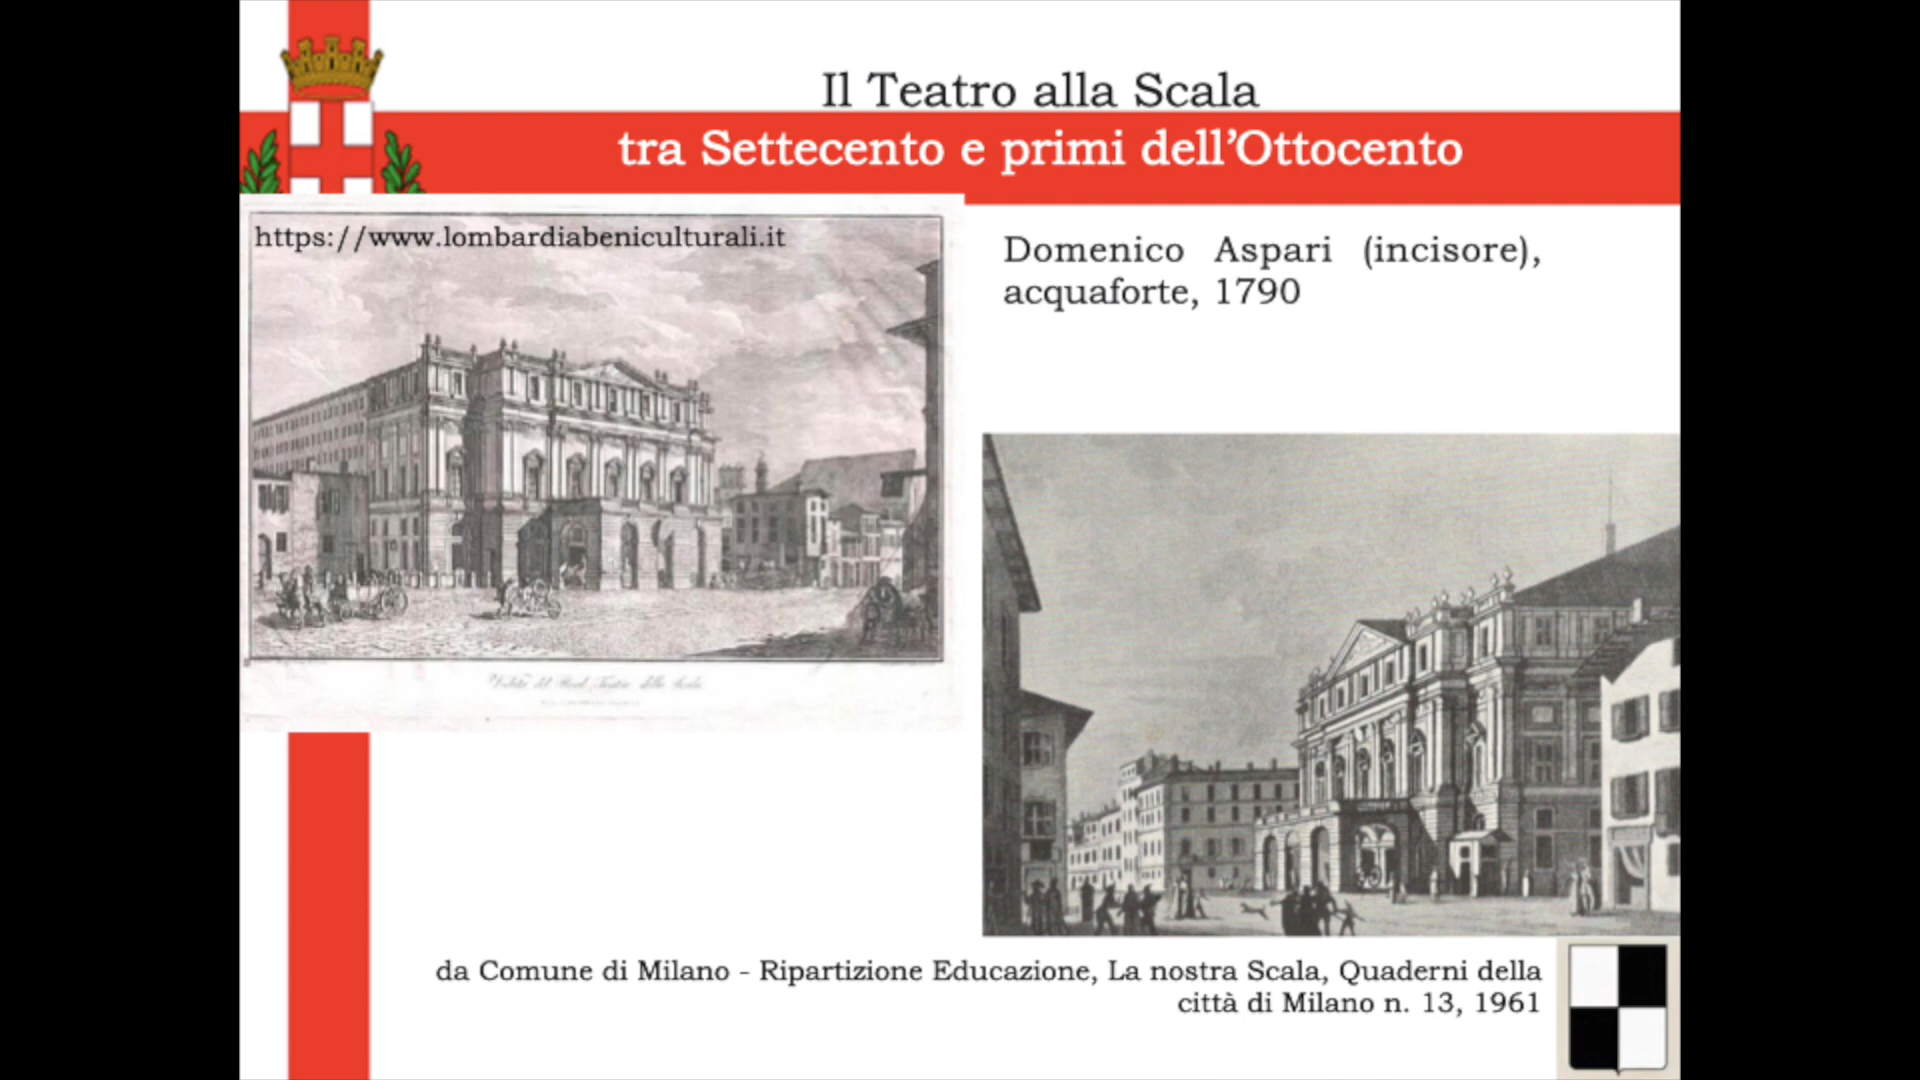 Il Teatro alla Scala
tra Settecento e primi dell'Ottocento
https://www.lombardiabeniculturali.it
Domenico Aspari (incisore),
acquaforte, 1790
da Comune di Milano - Ripartizione Educazione, La nostra Scala, Quaderni della
città di Milano n. 13, 1961